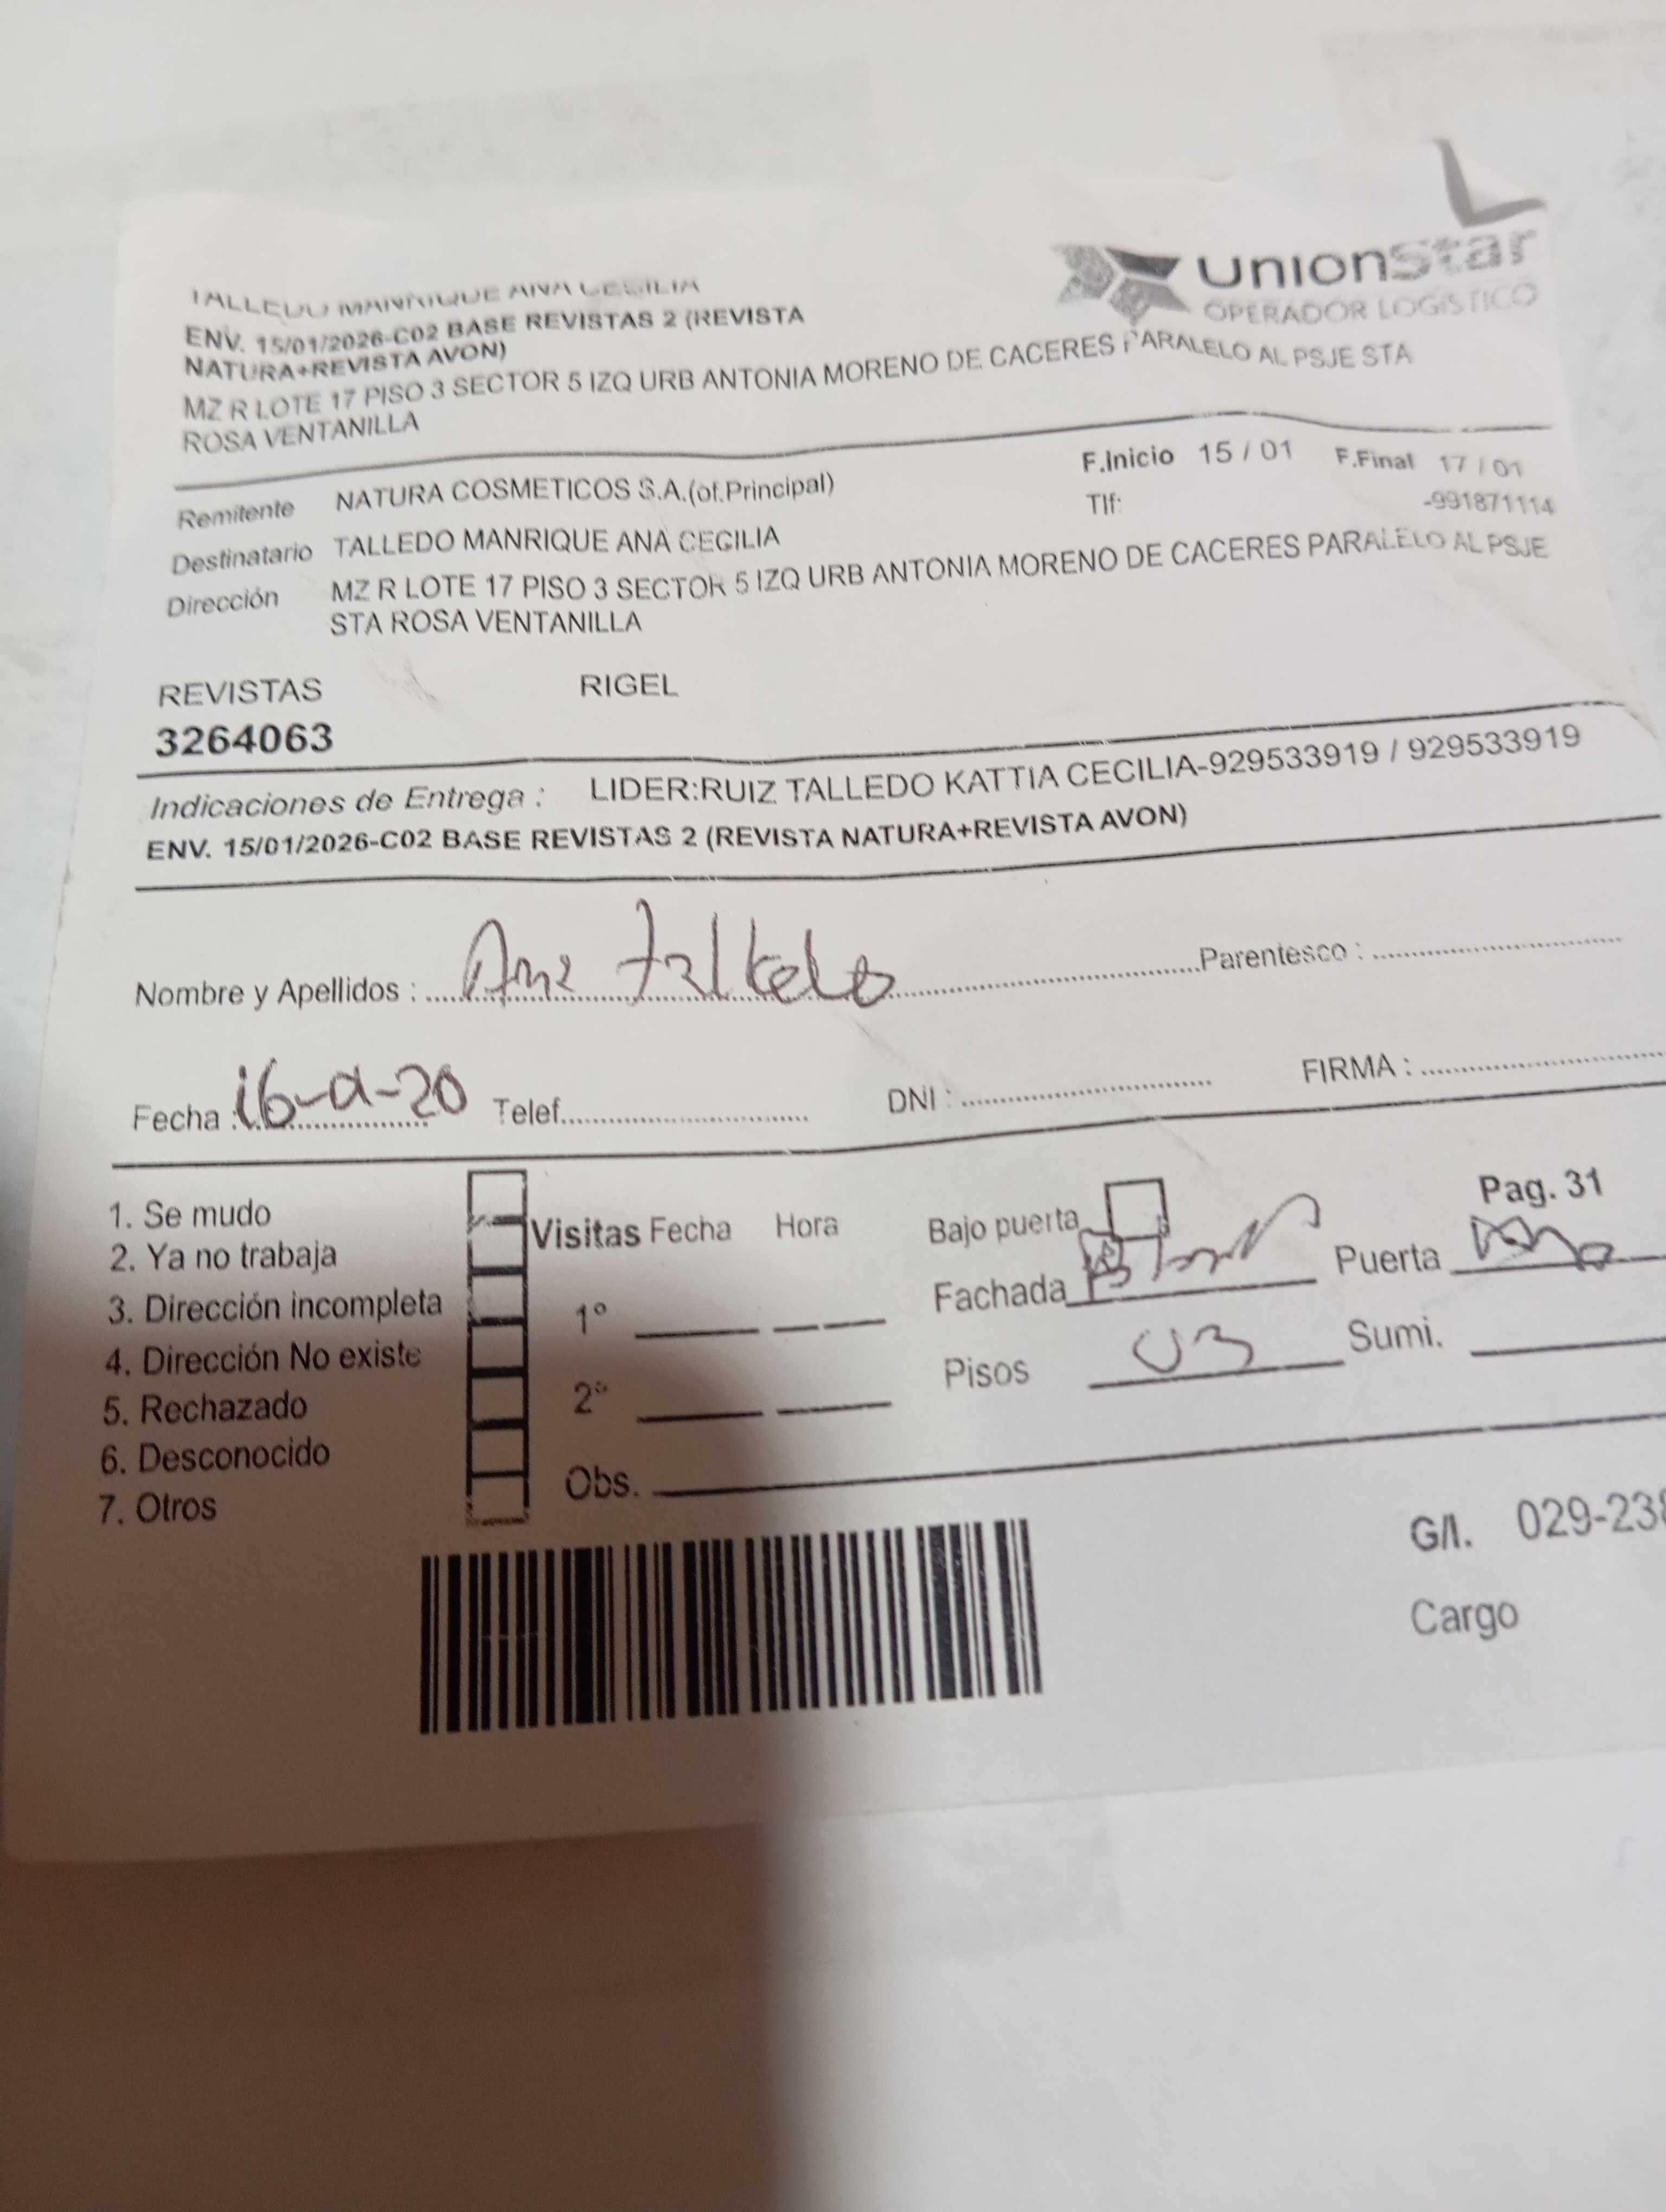 TALLEDO MANRIQUE ANA CECILIA
ENV. 15/01/2026-C02 BASE REVISTAS 2 (REVISTA
NATURA+REVISTA AVON)
MZ R LOTE 17 PISO 3 SECTOR 5 IZQ URB ANTONIA MORENO DE CACERES PARALELO AL PSJE STA
ROSA VENTANILLA
unionstar
OPERADOR LOGISTICO
Remitente NATURA COSMETICOS S.A.(of.Principal) F.Inicio 15 / 01 F.Final 17 / 01
Destinatario TALLEDO MANRIQUE ANA CECILIA Tlf: -991871114
Dirección MZ R LOTE 17 PISO 3 SECTOR 5 IZQ URB ANTONIA MORENO DE CACERES PARALELO AL PSJE
STA ROSA VENTANILLA
REVISTAS RIGEL
3264063
Indicaciones de Entrega : LIDER:RUIZ TALLEDO KATTIA CECILIA-929533919 / 929533919
ENV. 15/01/2026-C02 BASE REVISTAS 2 (REVISTA NATURA+REVISTA AVON)
Nombre y Apellidos : Ana Parentesco :
Fecha : Telef. DNI : FIRMA :
Pag. 31
1. Se mudo
2. Ya no trabaja
3. Dirección incompleta
4. Dirección No existe
5. Rechazado
6. Desconocido
7. Otros
Visitas Fecha Hora
1º
2º
Obs.
Bajo puerta
Fachada Puerta
Pisos 03 Sumi.
G/I. 029-238
Cargo